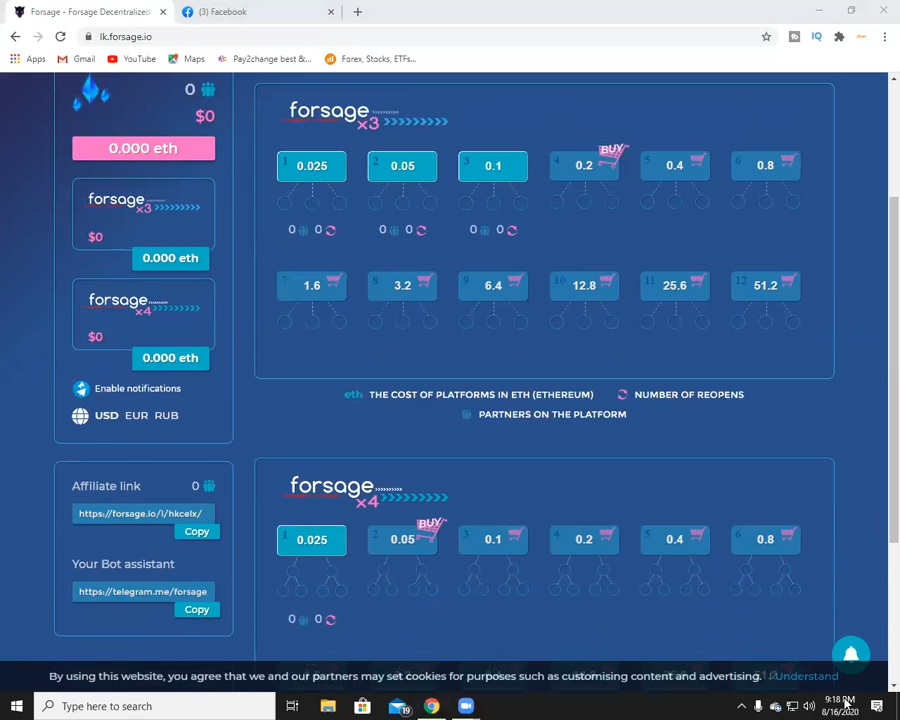 Forsage - Forsage Decentralized
(3) Facebook
lk.forsage.io
IQ
Apps
Gmail
YouTube
Maps
Pay2change best &...
Forex, Stocks, ETFs...
0
$0
0.000 eth
forsage
x3
$0
0.000 eth
forsage
x4
$0
0.000 eth
Enable notifications
USD EUR RUB
Affiliate link 0
https://forsage.io/i/hkcelx/
Copy
Your Bot assistant
https://telegram.me/forsage
Copy
forsage
x3
1 0.025
2 0.05
3 0.1
4 0.2 BUY
5 0.4
6 0.8
0 0
0 0
0 0
7 1.6
8 3.2
9 6.4
10 12.8
11 25.6
12 51.2
eth THE COST OF PLATFORMS IN ETH (ETHEREUM)
NUMBER OF REOPENS
PARTNERS ON THE PLATFORM
forsage
x4
1 0.025
2 0.05 BUY
3 0.1
4 0.2
5 0.4
6 0.8
0 0
By using this website, you agree that we and our partners may set cookies for purposes such as customising content and advertising. I Understand
Type here to search
19
9:18 PM
8/16/2020